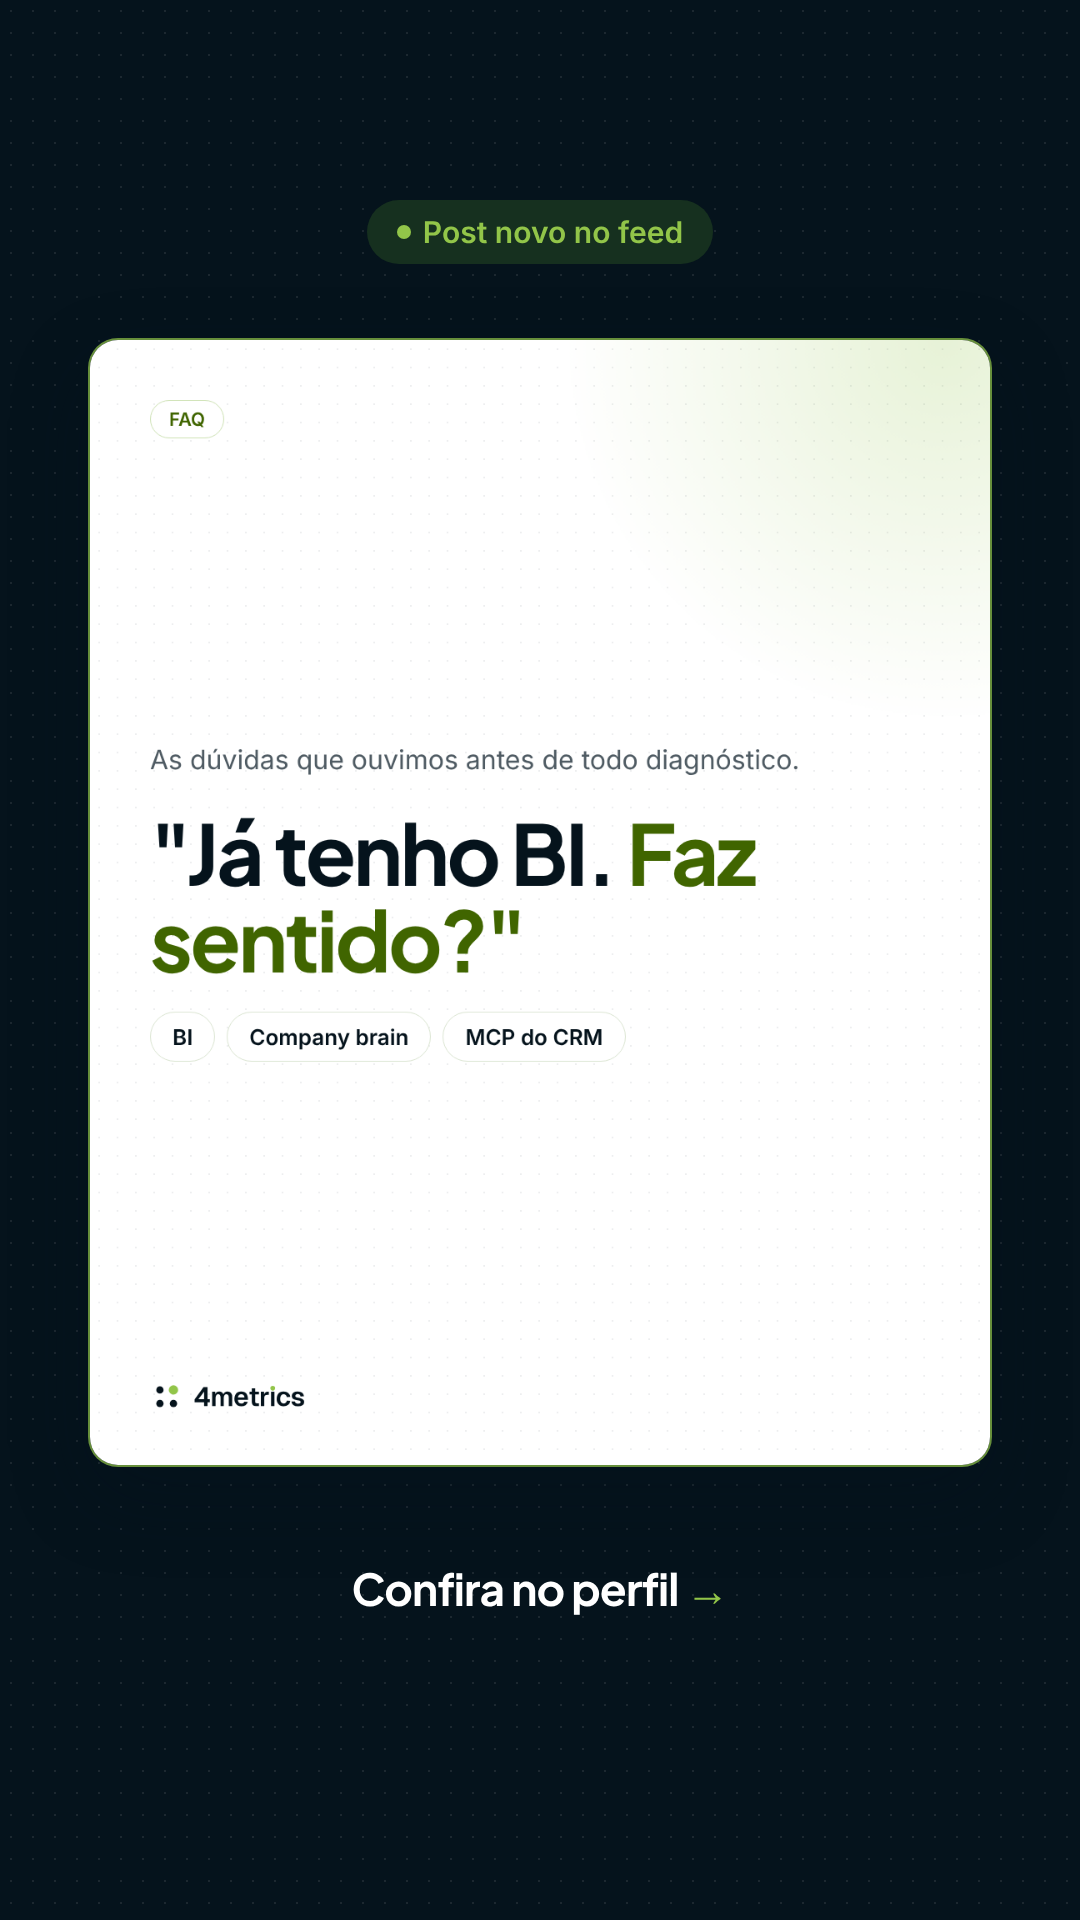 Post novo no feed
FAQ
As dúvidas que ouvimos antes de todo diagnóstico.
"Já tenho BI. Faz
sentido?"
BI
Company brain
MCP do CRM
4metrics
Confira no perfil →